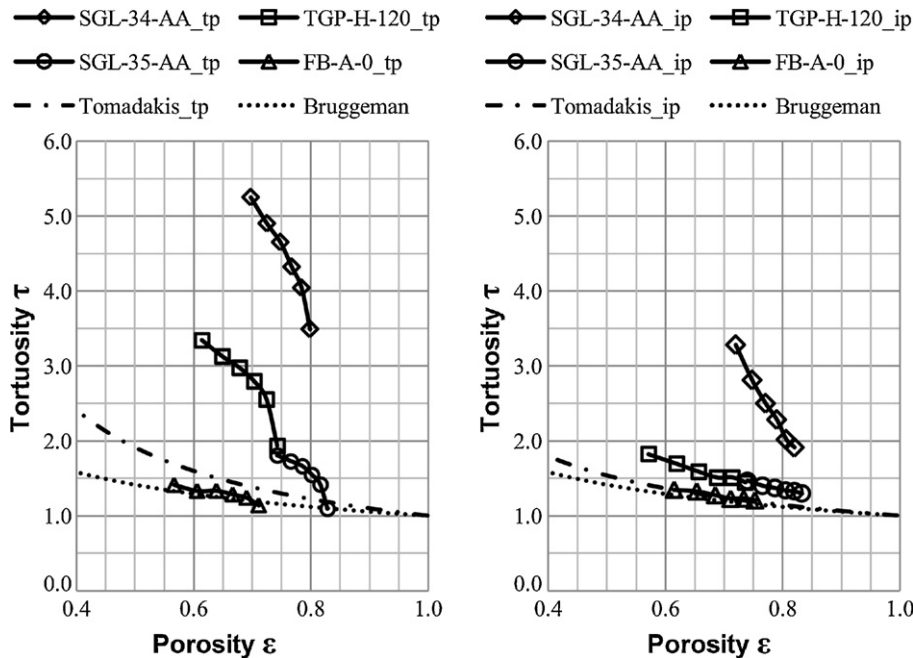 SGL-34-AA_tp TGP-H-120_tp
SGL-35-AA_tp FB-A-0_tp
Tomadakis_tp Bruggeman
6.0
5.0
4.0
3.0
2.0
1.0
0.0
Tortuosity τ
0.4 0.6 0.8 1.0
Porosity ε
SGL-34-AA_ip TGP-H-120_ip
SGL-35-AA_ip FB-A-0_ip
Tomadakis_ip Bruggeman
6.0
5.0
4.0
3.0
2.0
1.0
0.0
Tortuosity τ
0.4 0.6 0.8 1.0
Porosity ε